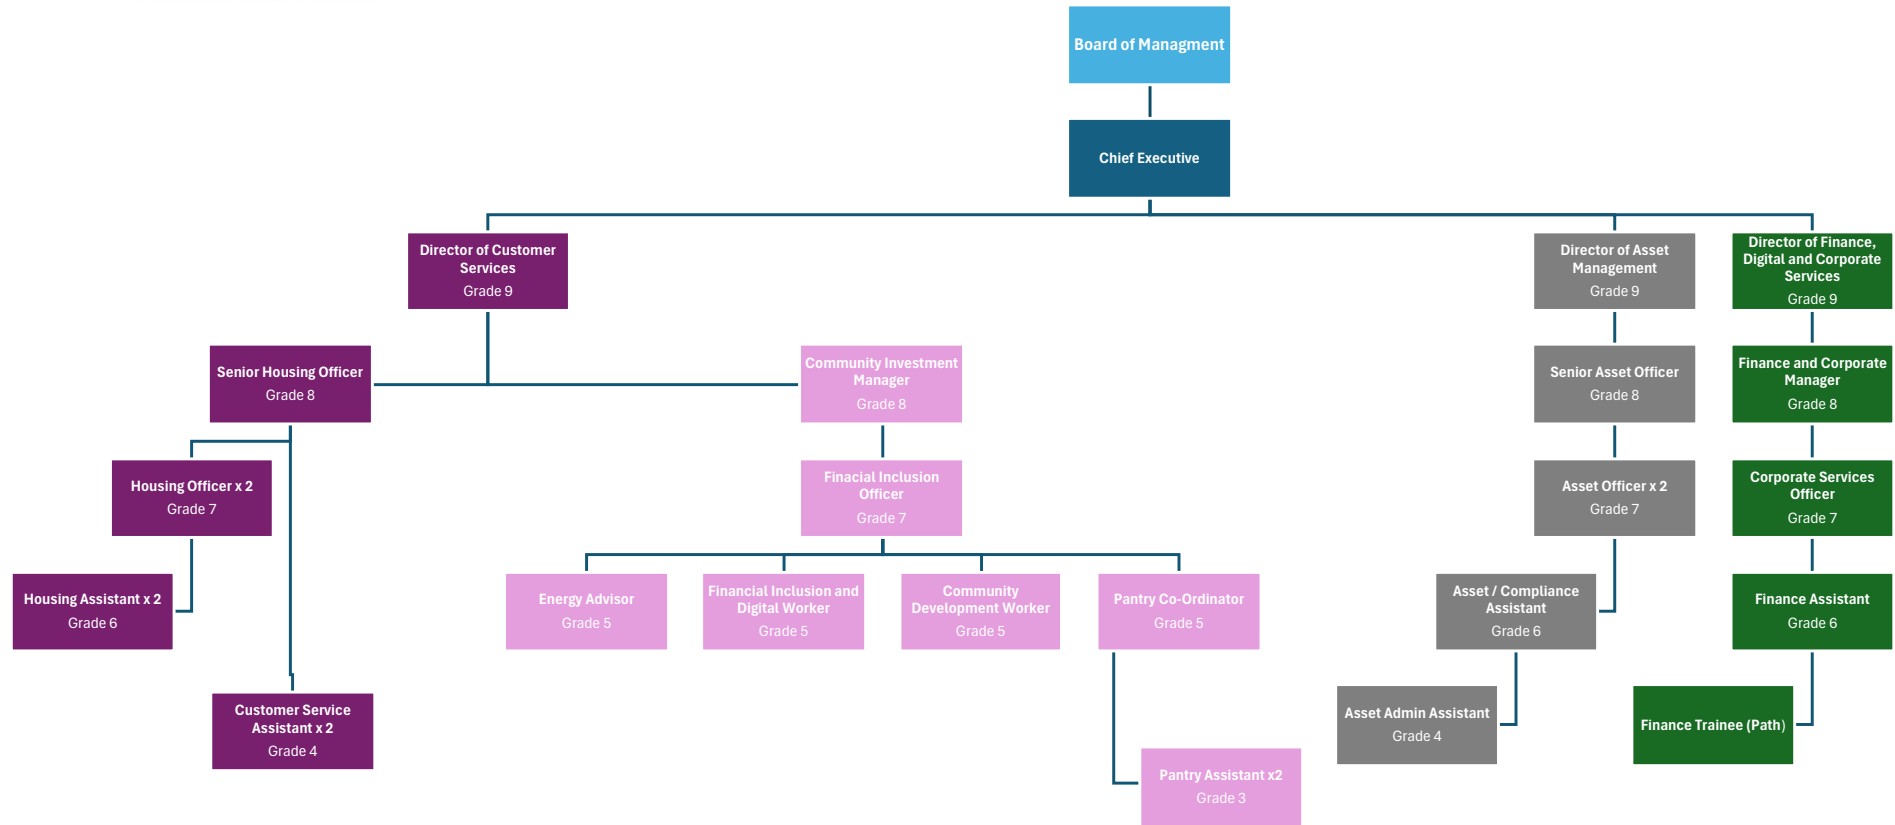 Board of Managment
Chief Executive
Director of Customer
Services
Grade 9
Director of Asset
Management
Grade 9
Director of Finance,
Digital and Corporate
Services
Grade 9
Senior Housing Officer
Grade 8
Community Investment
Manager
Grade 8
Senior Asset Officer
Grade 8
Finance and Corporate
Manager
Grade 8
Housing Officer x 2
Grade 7
Finacial Inclusion
Officer
Grade 7
Asset Officer x 2
Grade 7
Corporate Services
Officer
Grade 7
Housing Assistant x 2
Grade 6
Energy Advisor
Grade 5
Financial Inclusion and
Digital Worker
Grade 5
Community
Development Worker
Grade 5
Pantry Co-Ordinator
Grade 5
Asset / Compliance
Assistant
Grade 6
Finance Assistant
Grade 6
Customer Service
Assistant x 2
Grade 4
Asset Admin Assistant
Grade 4
Finance Trainee (Path)
Pantry Assistant x2
Grade 3